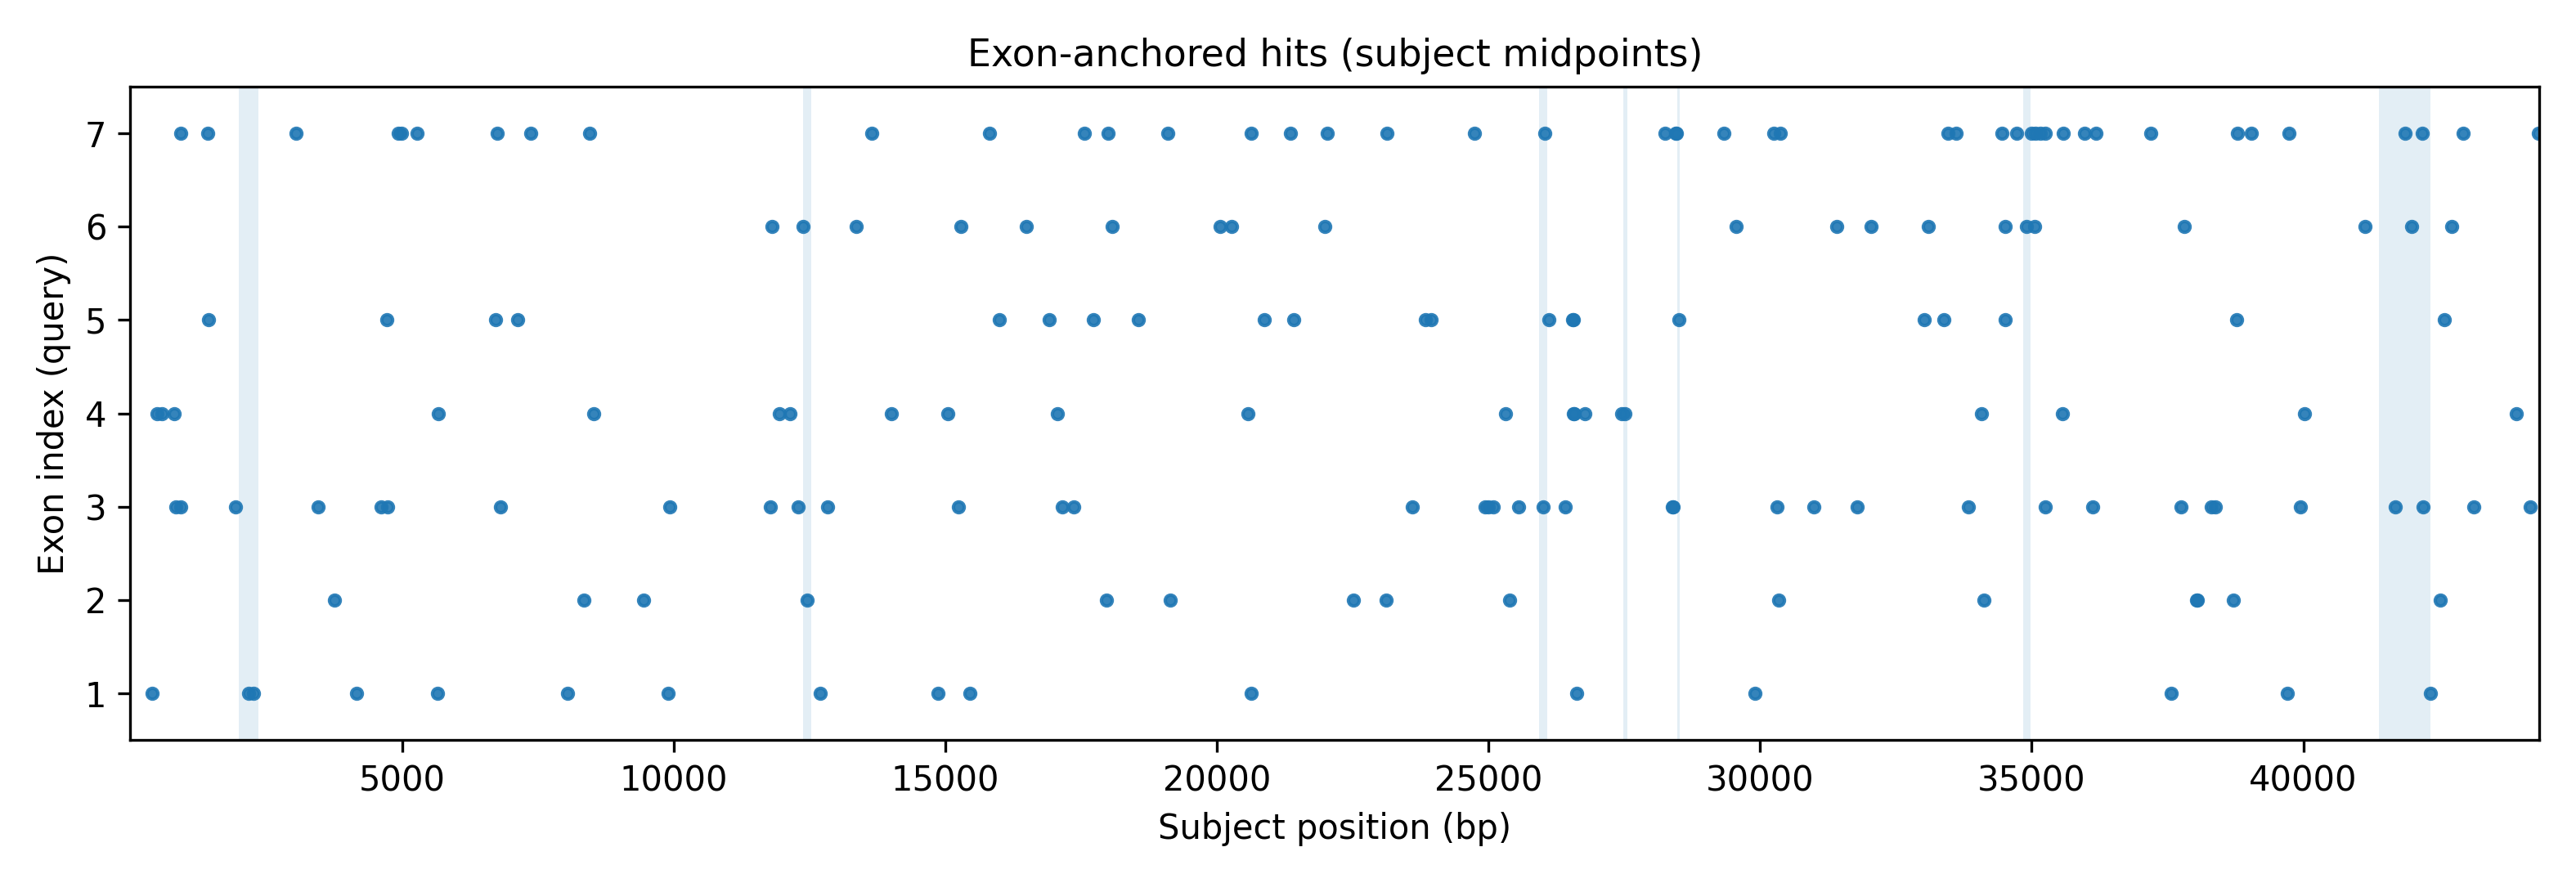 Exon-anchored hits (subject midpoints)
Exon index (query)
7
6
5
4
3
2
1
5000 10000 15000 20000 25000 30000 35000 40000
Subject position (bp)